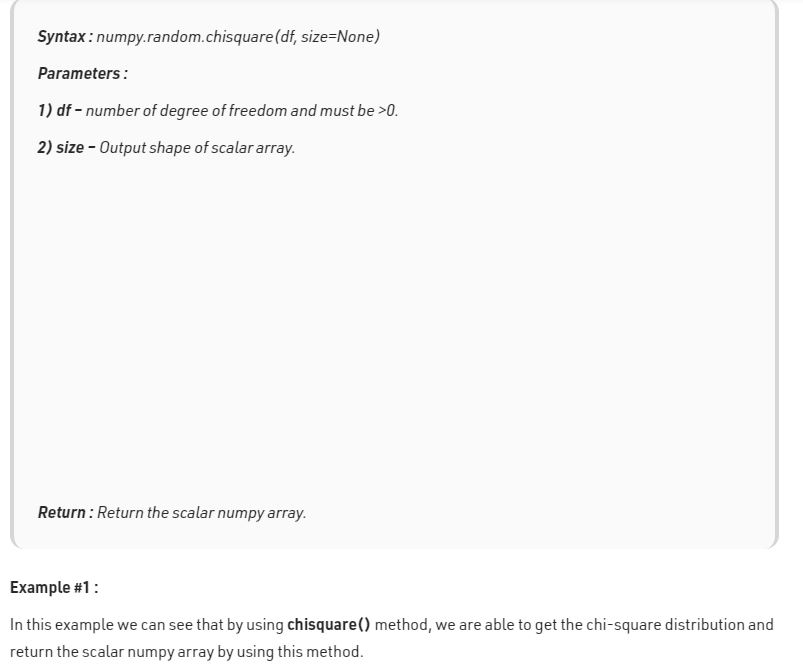 Syntax : numpy.random.chisquare(df, size=None)
Parameters :
1) df – number of degree of freedom and must be >0.
2) size – Output shape of scalar array.
Return : Return the scalar numpy array.
Example #1 :
In this example we can see that by using chisquare() method, we are able to get the chi-square distribution and
return the scalar numpy array by using this method.